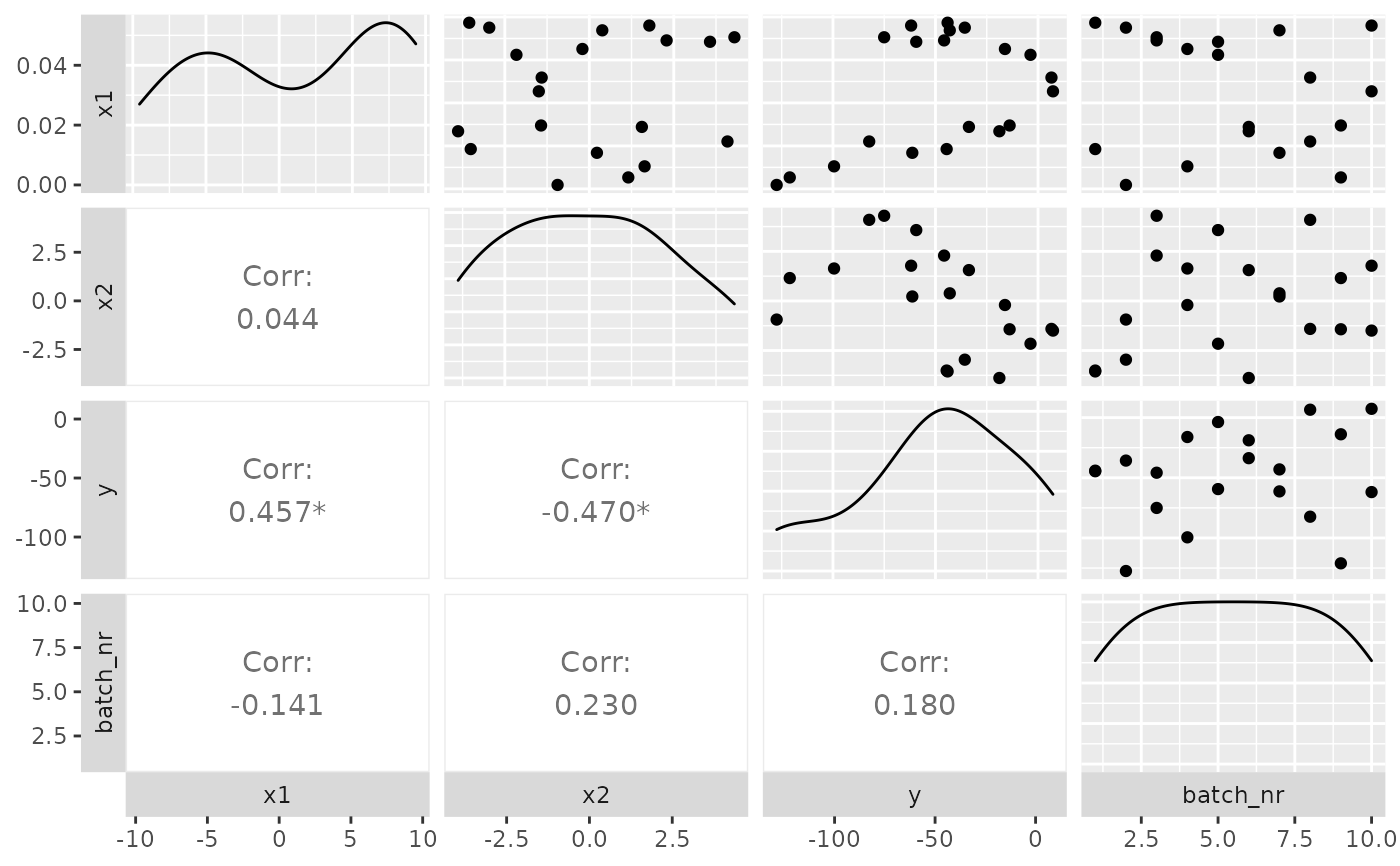 0.04
0.02
0.00
x1
2.5
0.0
-2.5
x2
Corr:
0.044
0
-50
-100
y
Corr:
0.457*
Corr:
-0.470*
10.0
7.5
5.0
2.5
batch_nr
Corr:
-0.141
Corr:
0.230
Corr:
0.180
x1 x2 y batch_nr
-10 -5 0 5 10 -2.5 0.0 2.5 -100 -50 0 2.5 5.0 7.5 10.0